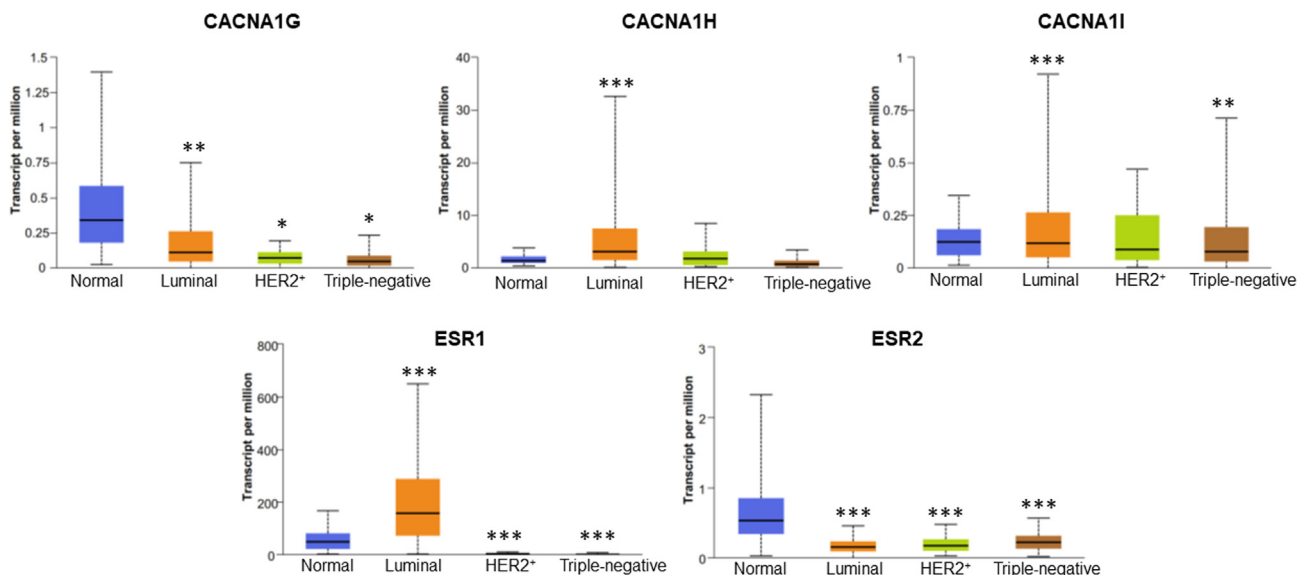 CACNA1G
Transcript per million
1.5
1.25
1
0.75
0.5
0.25
0
**
*
*
Normal Luminal HER2⁺ Triple-negative
CACNA1H
Transcript per million
40
30
20
10
0
***
Normal Luminal HER2⁺ Triple-negative
CACNA1I
Transcript per million
1
0.75
0.5
0.25
0
***
**
Normal Luminal HER2⁺ Triple-negative
ESR1
Transcript per million
800
600
400
200
0
***
***
***
Normal Luminal HER2⁺ Triple-negative
ESR2
Transcript per million
3
2
1
0
***
***
***
Normal Luminal HER2⁺ Triple-negative